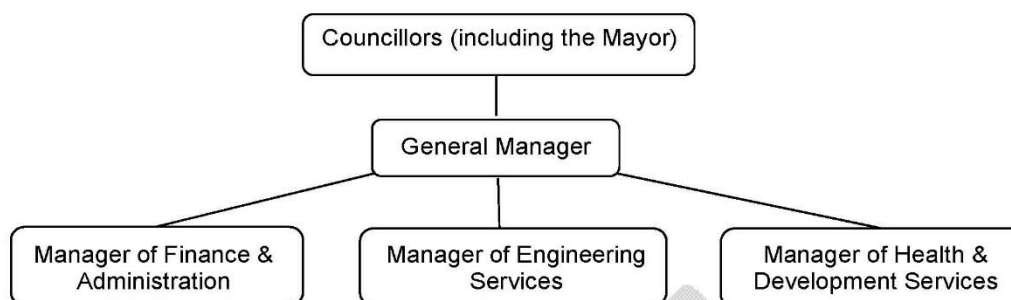 Councillors (including the Mayor)
General Manager
Manager of Finance &
Administration
Manager of Engineering
Services
Manager of Health &
Development Services